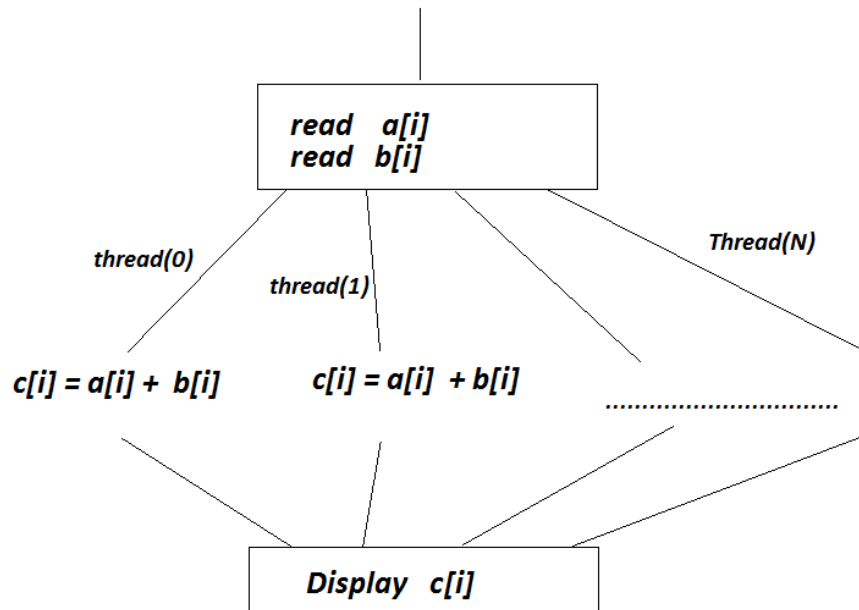 read a[i]
read b[i]
thread(0)
thread(1)
Thread(N)
c[i] = a[i] + b[i]
c[i] = a[i] + b[i]
................................
Display c[i]